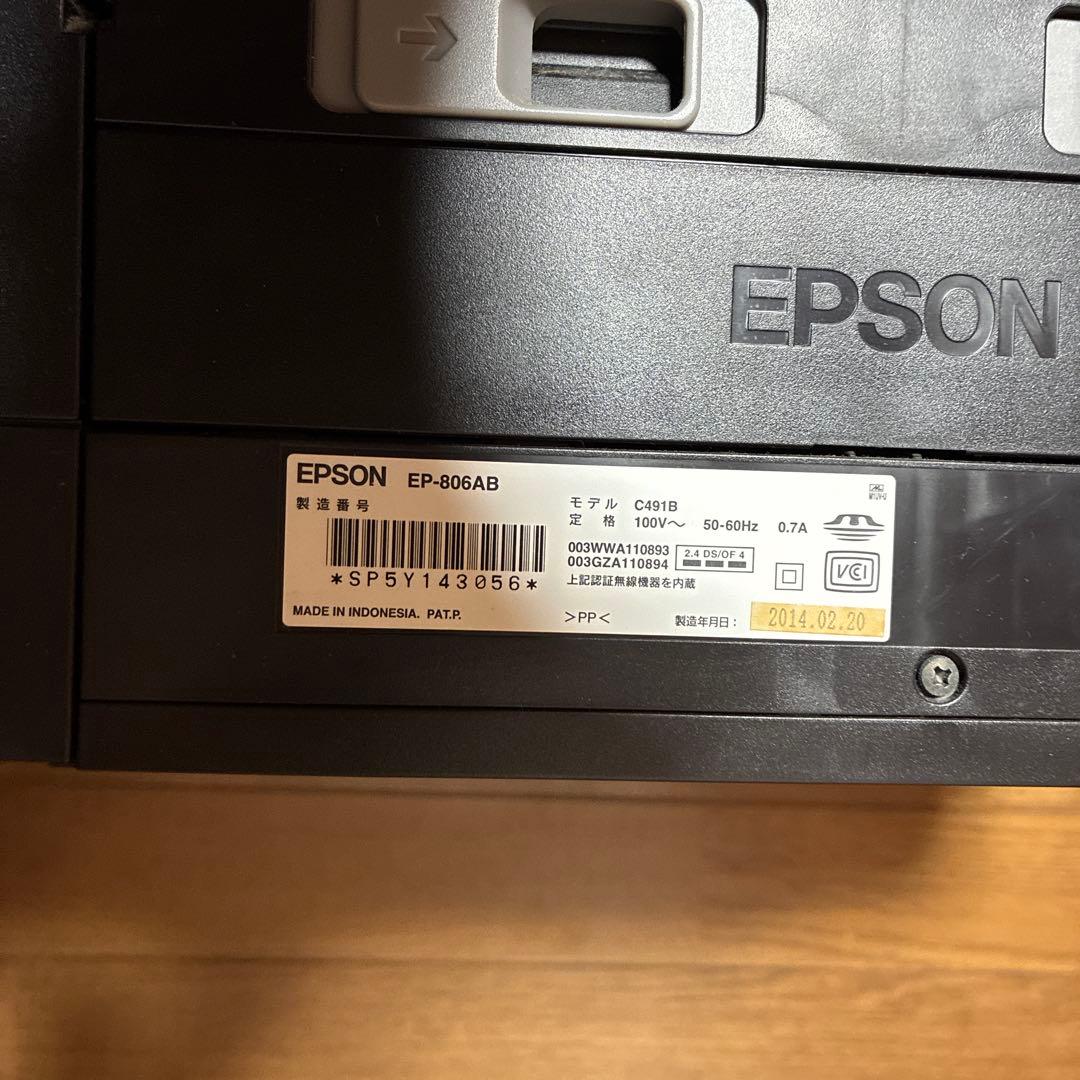 EPSON
EPSON EP-806AB
製造番号
*SP5Y143056*
MADE IN INDONESIA. PAT.P.
モデル C491B
定格 100V～ 50-60Hz 0.7A
003WWA110893
003GZA110894
2.4 DS/OF 4
上記認証無線機器を内蔵
>PP<
VCI
製造年月日： 2014.02.20